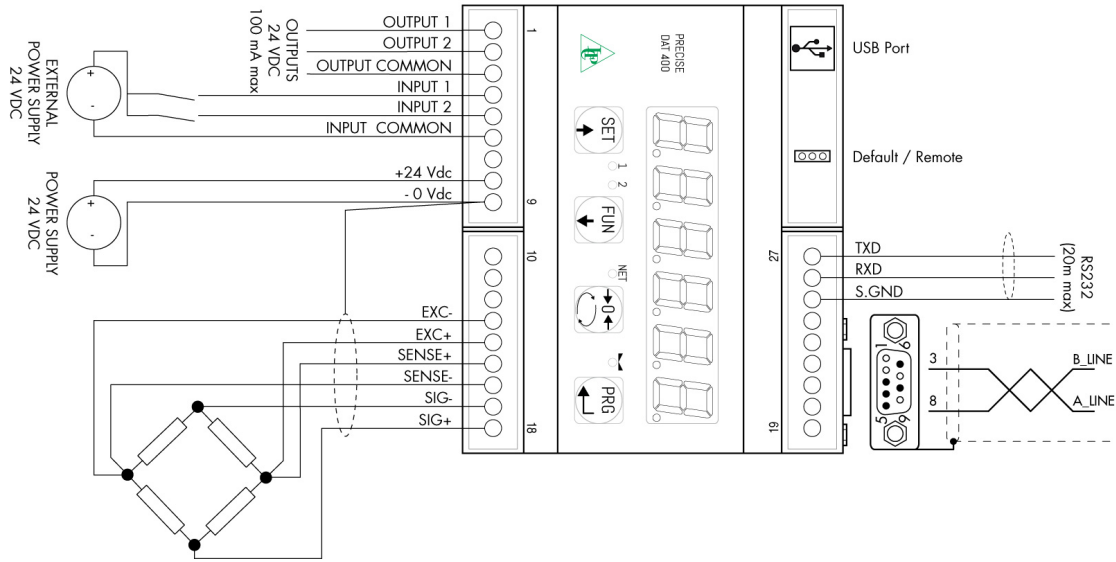 OUTPUT 1
OUTPUT 2
OUTPUT COMMON
INPUT 1
INPUT 2
INPUT COMMON
+24 Vdc
- 0 Vdc
OUTPUTS
24 VDC
100 mA max
EXTERNAL
POWER SUPPLY
24 VDC
+
-
POWER SUPPLY
24 VDC
+
-
EXC-
EXC+
SENSE+
SENSE-
SIG-
SIG+
1
9
10
18
PRECISE
DAT 400
SET
1
2
FUN
NET
0
PRG
USB Port
Default / Remote
27
19
TXD
RXD
S.GND
RS232
(20m max)
1
6
5
9
3
8
B_LINE
A_LINE